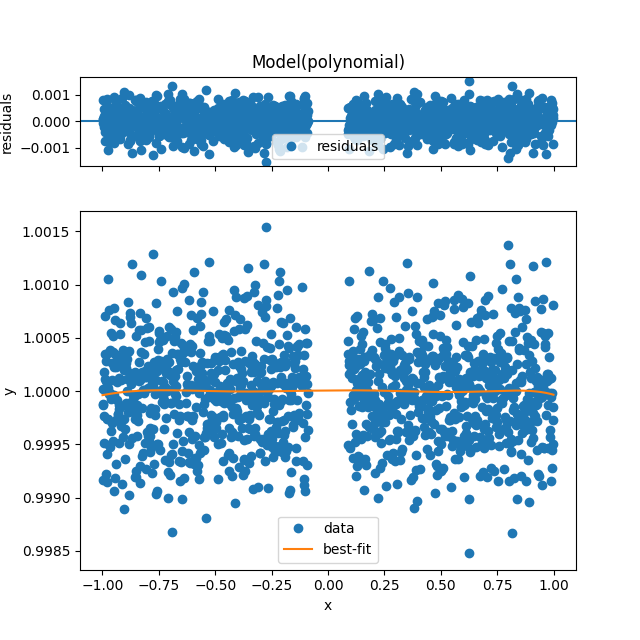 Model(polynomial)
residuals
0.001
0.000
−0.001
residuals
y
1.0015
1.0010
1.0005
1.0000
0.9995
0.9990
0.9985
data
best-fit
−1.00 −0.75 −0.50 −0.25 0.00 0.25 0.50 0.75 1.00
x